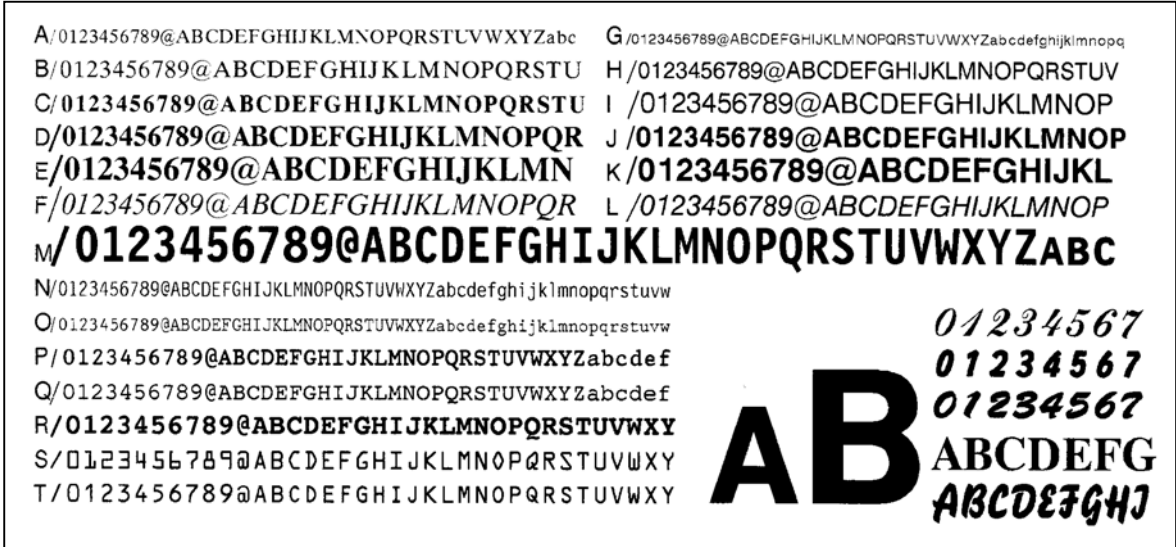 A/0123456789@ABCDEFGHIJKLMNOPQRSTUVWXYZabc
B/0123456789@ABCDEFGHIJKLMNOPQRSTU
C/0123456789@ABCDEFGHIJKLMNOPQRSTU
D/0123456789@ABCDEFGHIJKLMNOPQR
E/0123456789@ABCDEFGHIJKLMN
F/0123456789@ABCDEFGHIJKLMNOPQR
G/0123456789@ABCDEFGHIJKLMNOPQRSTUVWXYZabcdefghijklmnopq
H/0123456789@ABCDEFGHIJKLMNOPQRSTUV
I /0123456789@ABCDEFGHIJKLMNOP
J /0123456789@ABCDEFGHIJKLMNOP
K /0123456789@ABCDEFGHIJKL
L /0123456789@ABCDEFGHIJKLMNOP
M/0123456789@ABCDEFGHIJKLMNOPQRSTUVWXYZABC
N/0123456789@ABCDEFGHIJKLMNOPQRSTUVWXYZabcdefghijklmnopqrstuvw
O/0123456789@ABCDEFGHIJKLMNOPQRSTUVWXYZabcdefghijklmnopqrstuvw
P/0123456789@ABCDEFGHIJKLMNOPQRSTUVWXYZabcdef
Q/0123456789@ABCDEFGHIJKLMNOPQRSTUVWXYZabcdef
R/0123456789@ABCDEFGHIJKLMNOPQRSTUVWXY
S/0123456789@ABCDEFGHIJKLMNOPQRSTUVWXY
T/0123456789@ABCDEFGHIJKLMNOPQRSTUVWXY
AB
01234567
01234567
01234567
ABCDEFG
ABCDEFGHI